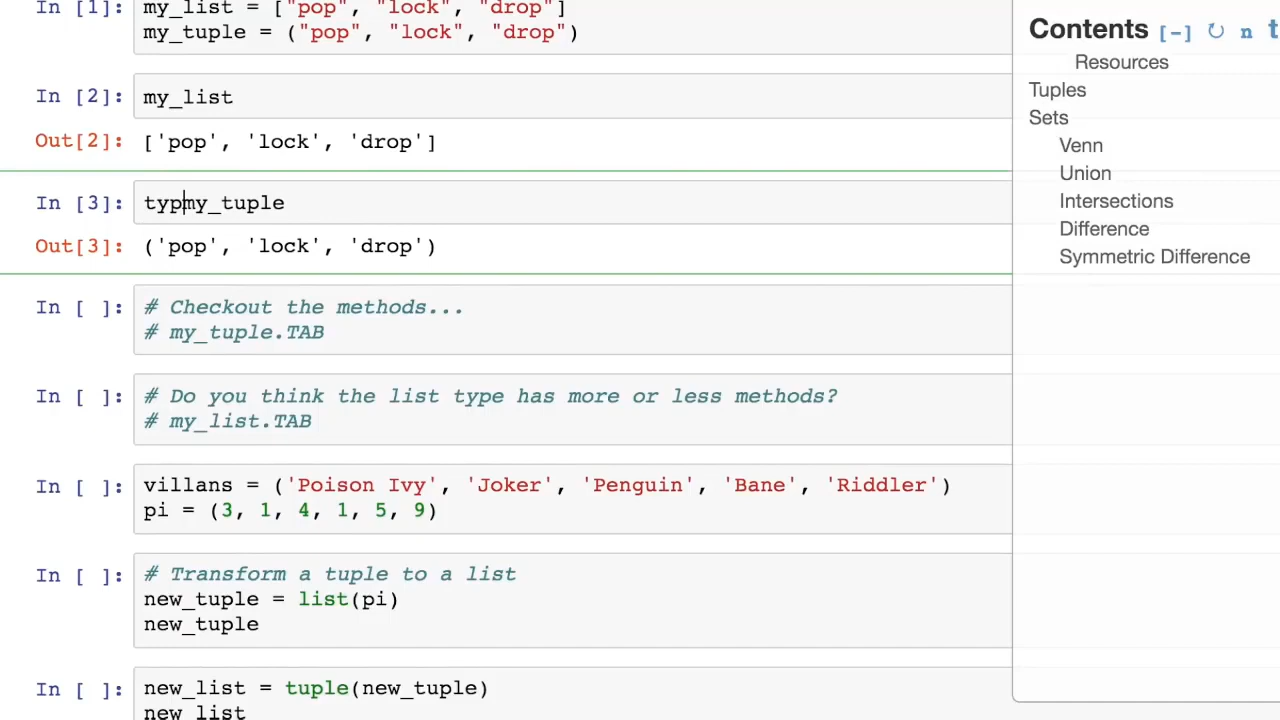 In [1]: my_list = ["pop", "lock", "drop"]
my_tuple = ("pop", "lock", "drop")
In [2]: my_list
Out[2]: ['pop', 'lock', 'drop']
In [3]: typmy_tuple
Out[3]: ('pop', 'lock', 'drop')
In [ ]: # Checkout the methods...
# my_tuple.TAB
In [ ]: # Do you think the list type has more or less methods?
# my_list.TAB
In [ ]: villans = ('Poison Ivy', 'Joker', 'Penguin', 'Bane', 'Riddler')
pi = (3, 1, 4, 1, 5, 9)
In [ ]: # Transform a tuple to a list
new_tuple = list(pi)
new_tuple
In [ ]: new_list = tuple(new_tuple)
new_list
Contents [-] ↻ n t
Resources
Tuples
Sets
Venn
Union
Intersections
Difference
Symmetric Difference